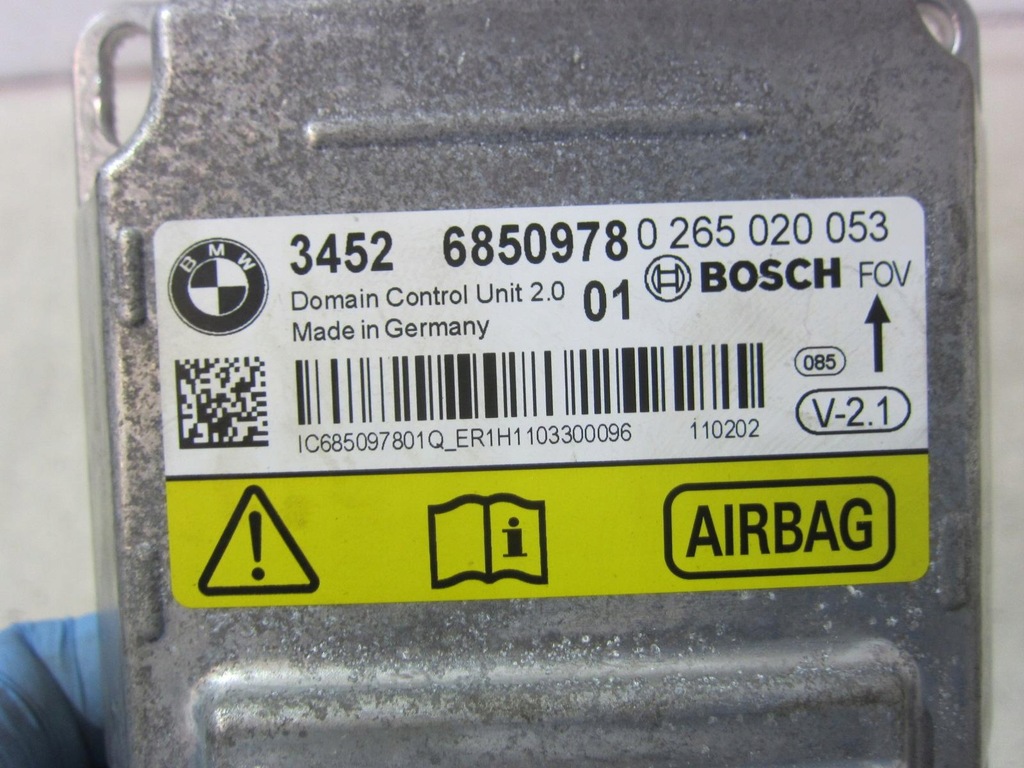 BMW
3452 6850978 0 265 020 053
Domain Control Unit 2.0 01 BOSCH FOV
Made in Germany
085
V-2.1
IC685097801Q_ER1H1103300096 110202
i
AIRBAG